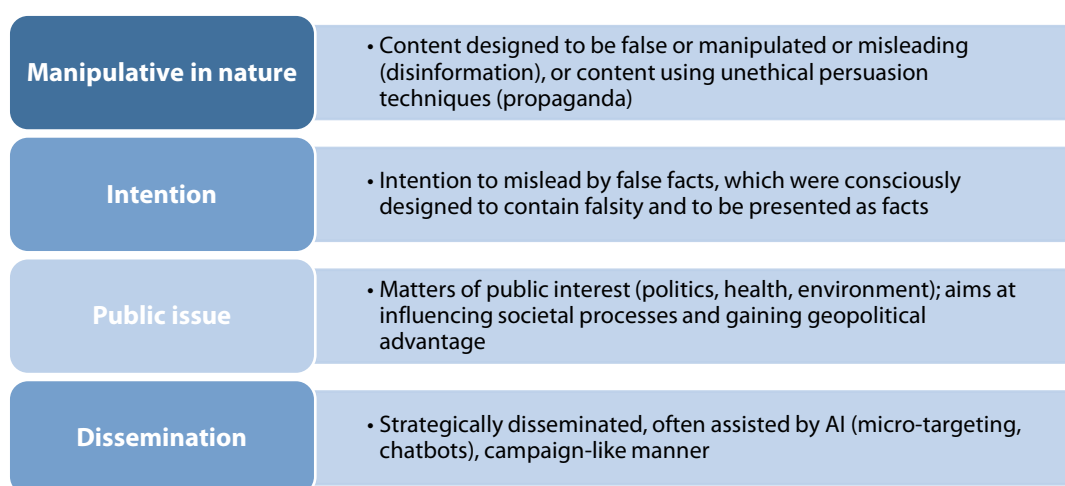 Manipulative in nature
• Content designed to be false or manipulated or misleading
(disinformation), or content using unethical persuasion
techniques (propaganda)
Intention
• Intention to mislead by false facts, which were consciously
designed to contain falsity and to be presented as facts
Public issue
• Matters of public interest (politics, health, environment); aims at
influencing societal processes and gaining geopolitical
advantage
Dissemination
• Strategically disseminated, often assisted by AI (micro-targeting,
chatbots), campaign-like manner